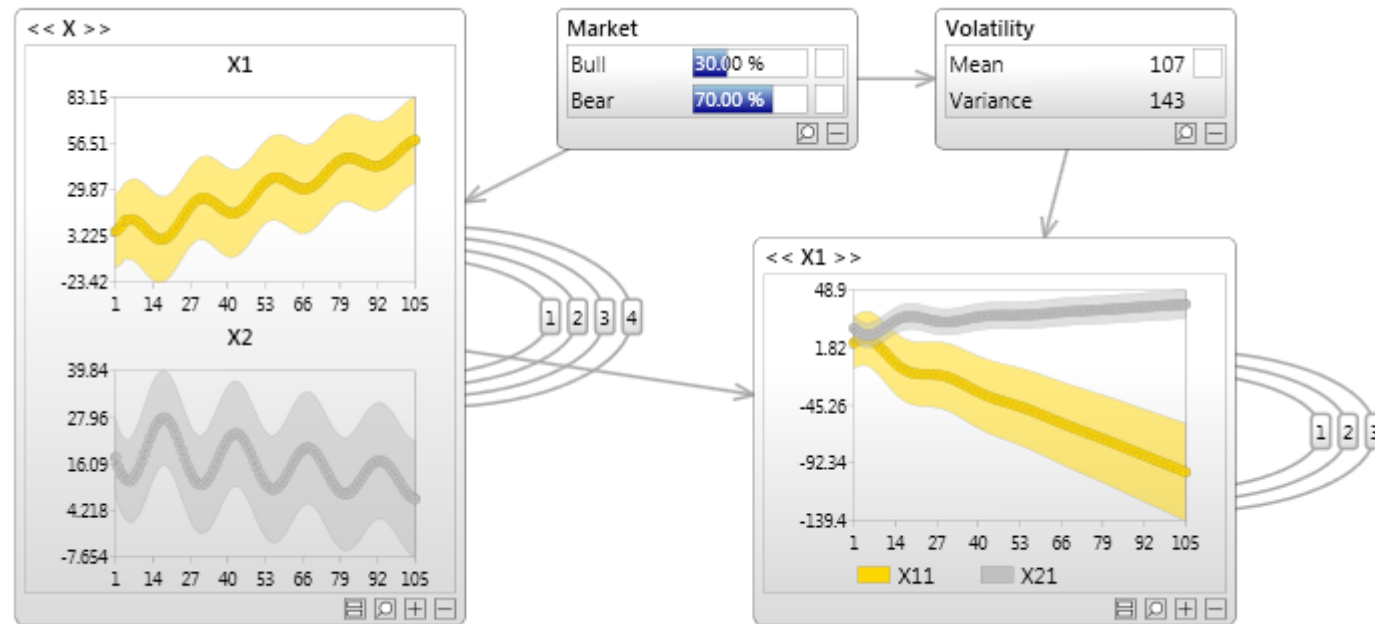 << X >>
X1
83.15
56.51
29.87
3.225
-23.42
1 14 27 40 53 66 79 92 105
X2
39.84
27.96
16.09
4.218
-7.654
1 14 27 40 53 66 79 92 105
1 2 3 4
Market
Bull 30.00 %
Bear 70.00 %
Volatility
Mean 107
Variance 143
<< X1 >>
48.9
1.82
-45.26
-92.34
-139.4
1 14 27 40 53 66 79 92 105
X11 X21
1 2 3